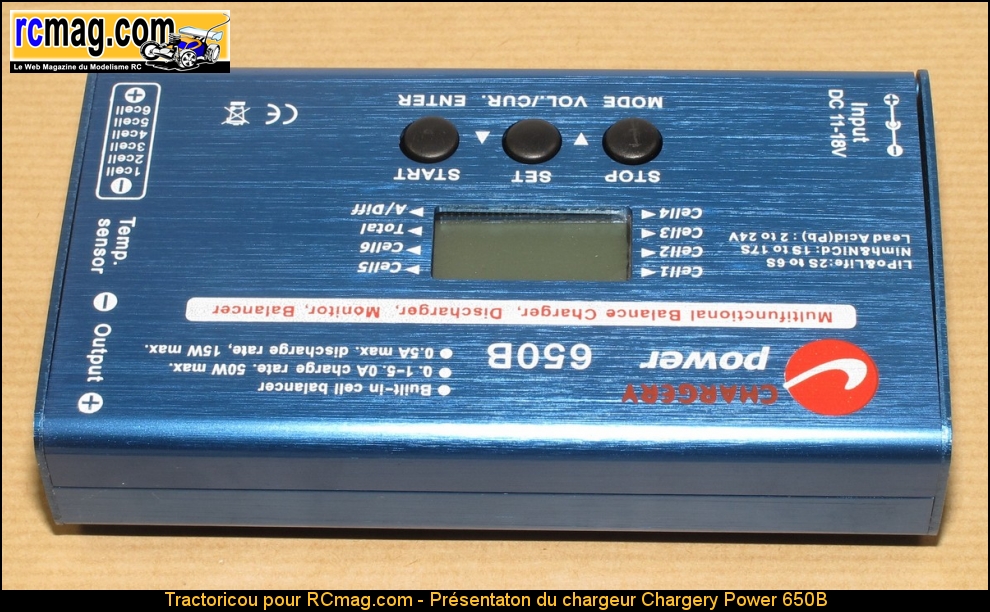 rcmag.com
Le Web Magazine du Modelisme RC
CHARGERY
power 650B
Built-in cell balancer
0.1-5.0A charge rate. 50W max.
0.5A max. discharge rate, 15W max.
Multifunctional Balance Charger, Discharger, Monitor, Balancer
LiPo&Life:2S to 6S
Nimh&NiCd: 1S to 17S
Lead Acid(Pb) : 2 to 24V
Cell1
Cell2
Cell3
Cell4
Cell5
Cell6
Total
A/Diff
STOP SET START
MODE VOL./CUR. ENTER
CE
Input
DC 11-18V
Output
Temp.
sensor
1cell
2cell
3cell
4cell
5cell
6cell
Tractoricou pour RCmag.com - Présentaton du chargeur Chargery Power 650B